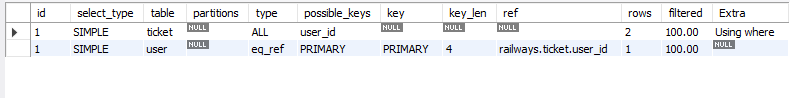 id select_type table partitions type possible_keys key key_len ref rows filtered Extra
1 SIMPLE ticket NULL ALL user_id NULL NULL NULL 2 100.00 Using where
1 SIMPLE user NULL eq_ref PRIMARY PRIMARY 4 railways.ticket.user_id 1 100.00 NULL